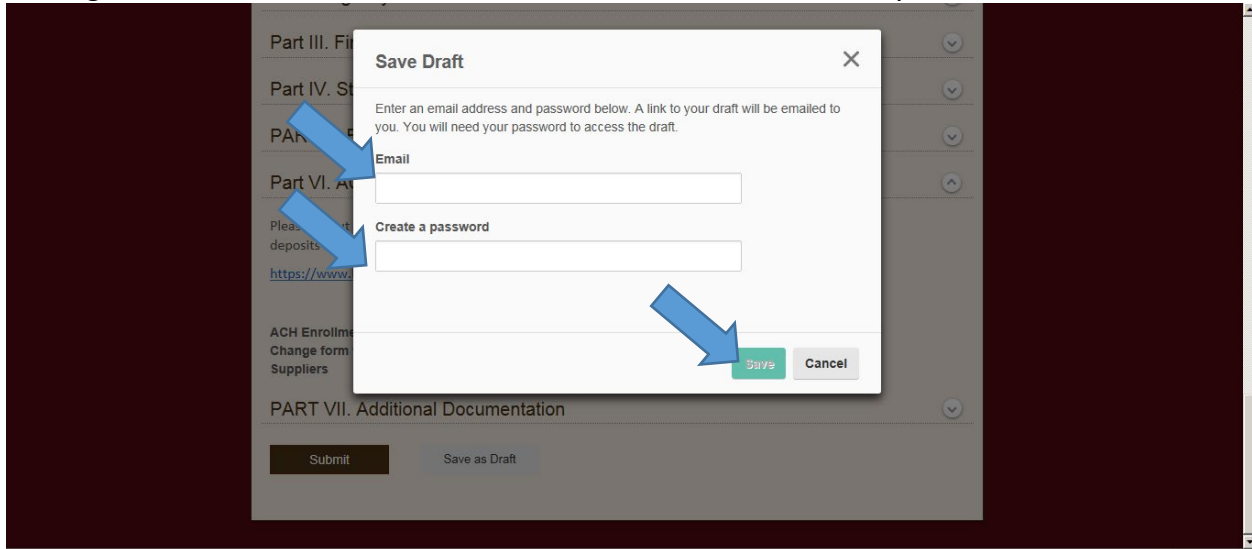 Part III. Fi
Save Draft
Part IV. St
Enter an email address and password below. A link to your draft will be emailed to
you. You will need your password to access the draft.
PAR
Email
Part VI. A
Create a password
Pleas
deposits
https://www.
ACH Enrollme
Change form
Suppliers
Save
Cancel
PART VII. Additional Documentation
Submit
Save as Draft